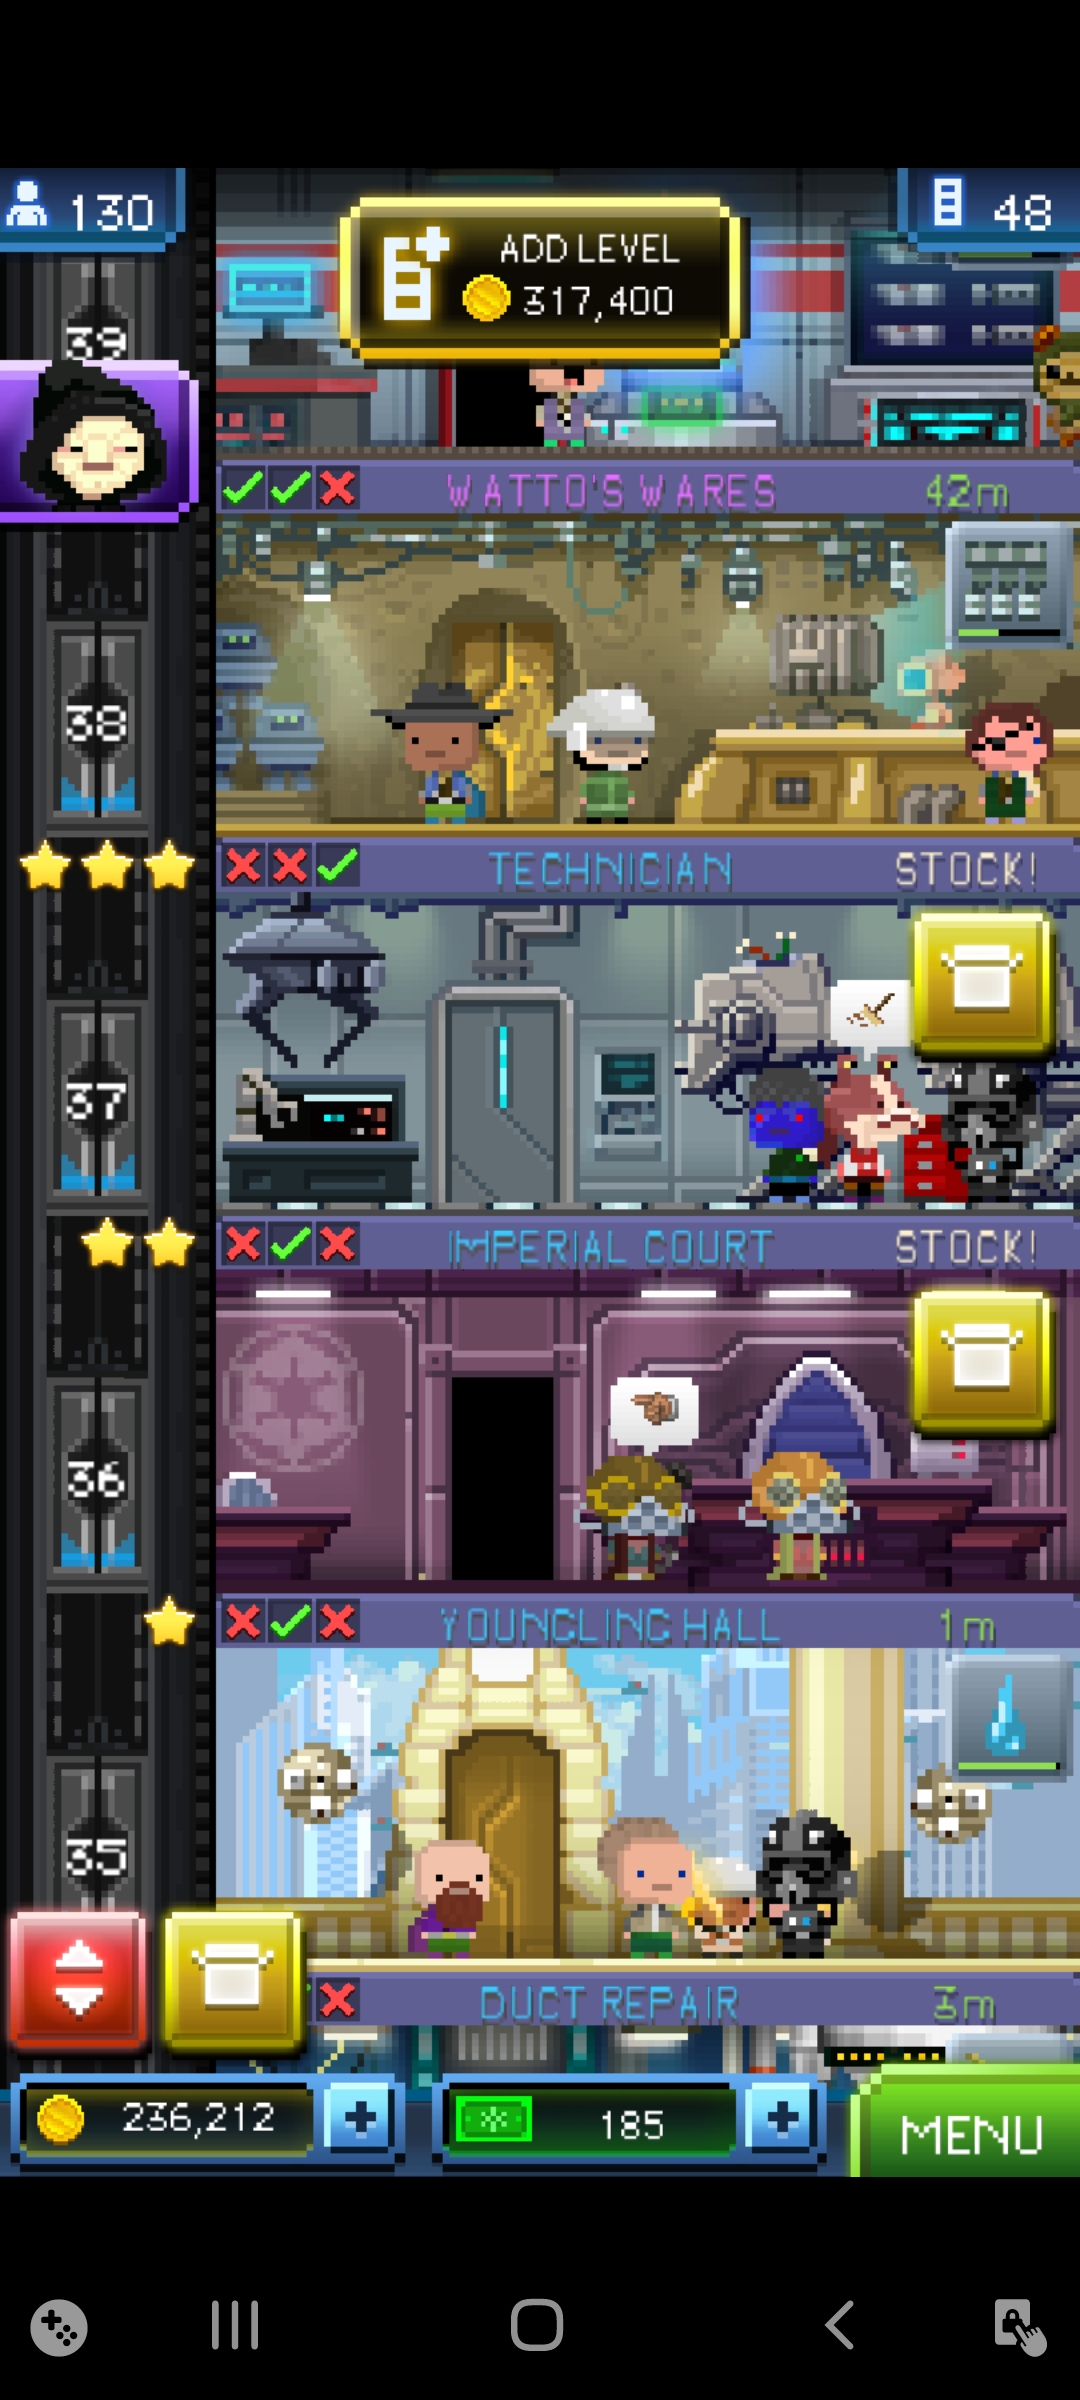 130
48
ADD LEVEL
317,400
39
WATTO'S WARES 42m
38
TECHNICIAN STOCK!
37
IMPERIAL COURT STOCK!
36
YOUNGLING HALL 1m
35
DUCT REPAIR 3m
236,212
185
MENU